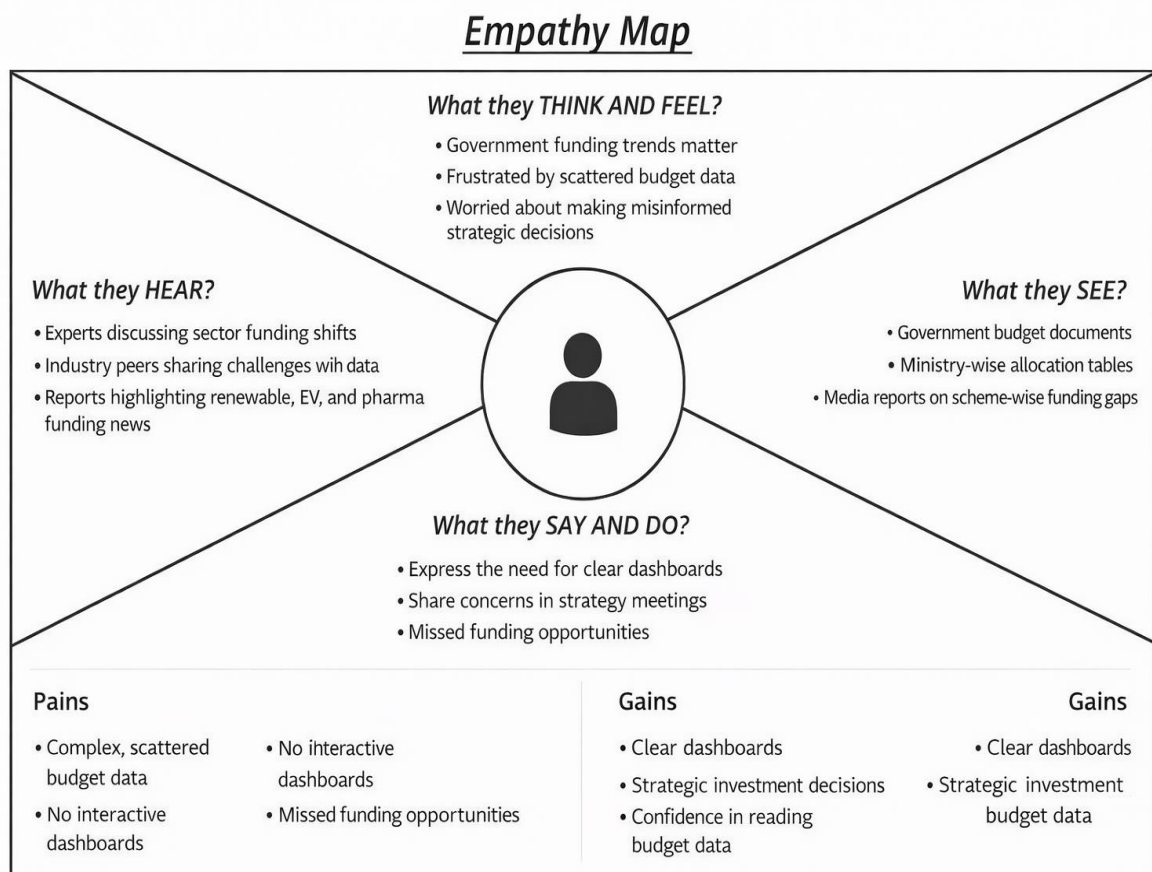 Empathy Map
What they THINK AND FEEL?
• Government funding trends matter
• Frustrated by scattered budget data
• Worried about making misinformed
strategic decisions
What they HEAR?
• Experts discussing sector funding shifts
• Industry peers sharing challenges wih data
• Reports highlighting renewable, EV, and pharma
funding news
What they SEE?
• Government budget documents
• Ministry-wise allocation tables
• Media reports on scheme-wise funding gaps
What they SAY AND DO?
• Express the need for clear dashboards
• Share concerns in strategy meetings
• Missed funding opportunities
Pains
• Complex, scattered
budget data
• No interactive
dashboards
• No ihteractive
dashboards
• Missed funding opportunities
Gains
• Clear dashboards
• Strategic investment decisions
• Confidence in reading
budget data
Gains
• Clear dashboards
• Strategic investment
budget data